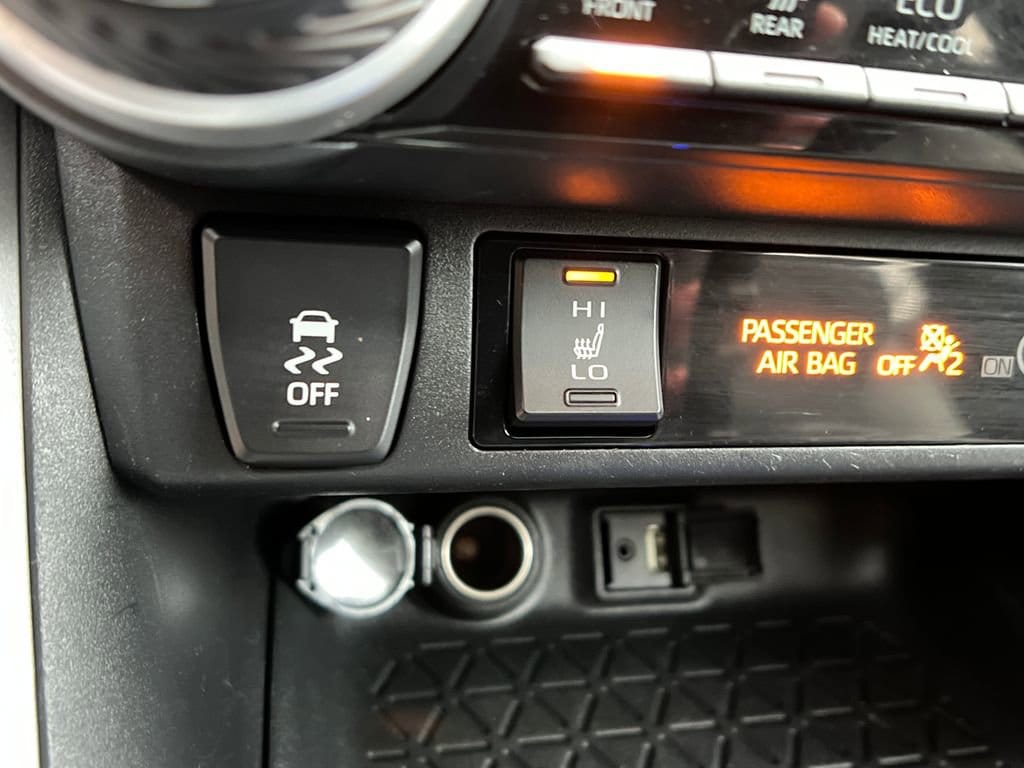 FRONT
REAR
ECO
HEAT/COOL
OFF
HI
LO
PASSENGER
AIR BAG OFF 2 ON